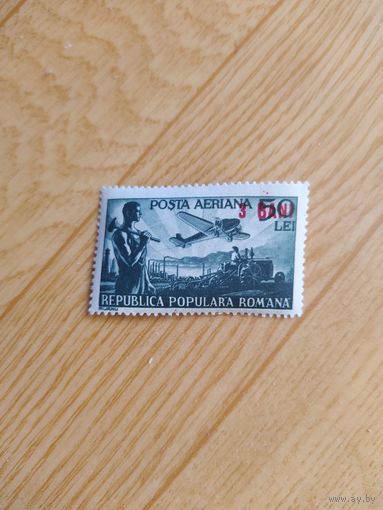 POSTA AERIANA 50
3 BANI
LEI
REPUBLICA POPULARA ROMANA
www.ay.by